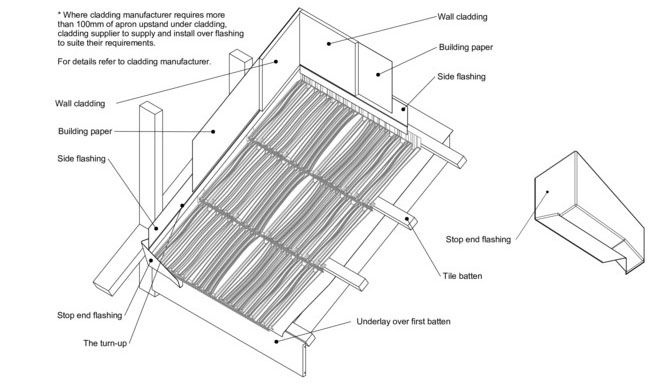 * Where cladding manufacturer requires more
than 100mm of apron upstand under cladding,
cladding supplier to supply and install over flashing
to suite their requirements.
For details refer to cladding manufacturer.
Wall cladding
Building paper
Side flashing
Wall cladding
Building paper
Side flashing
Stop end flashing
Tile batten
Stop end flashing
Underlay over first batten
The turn-up